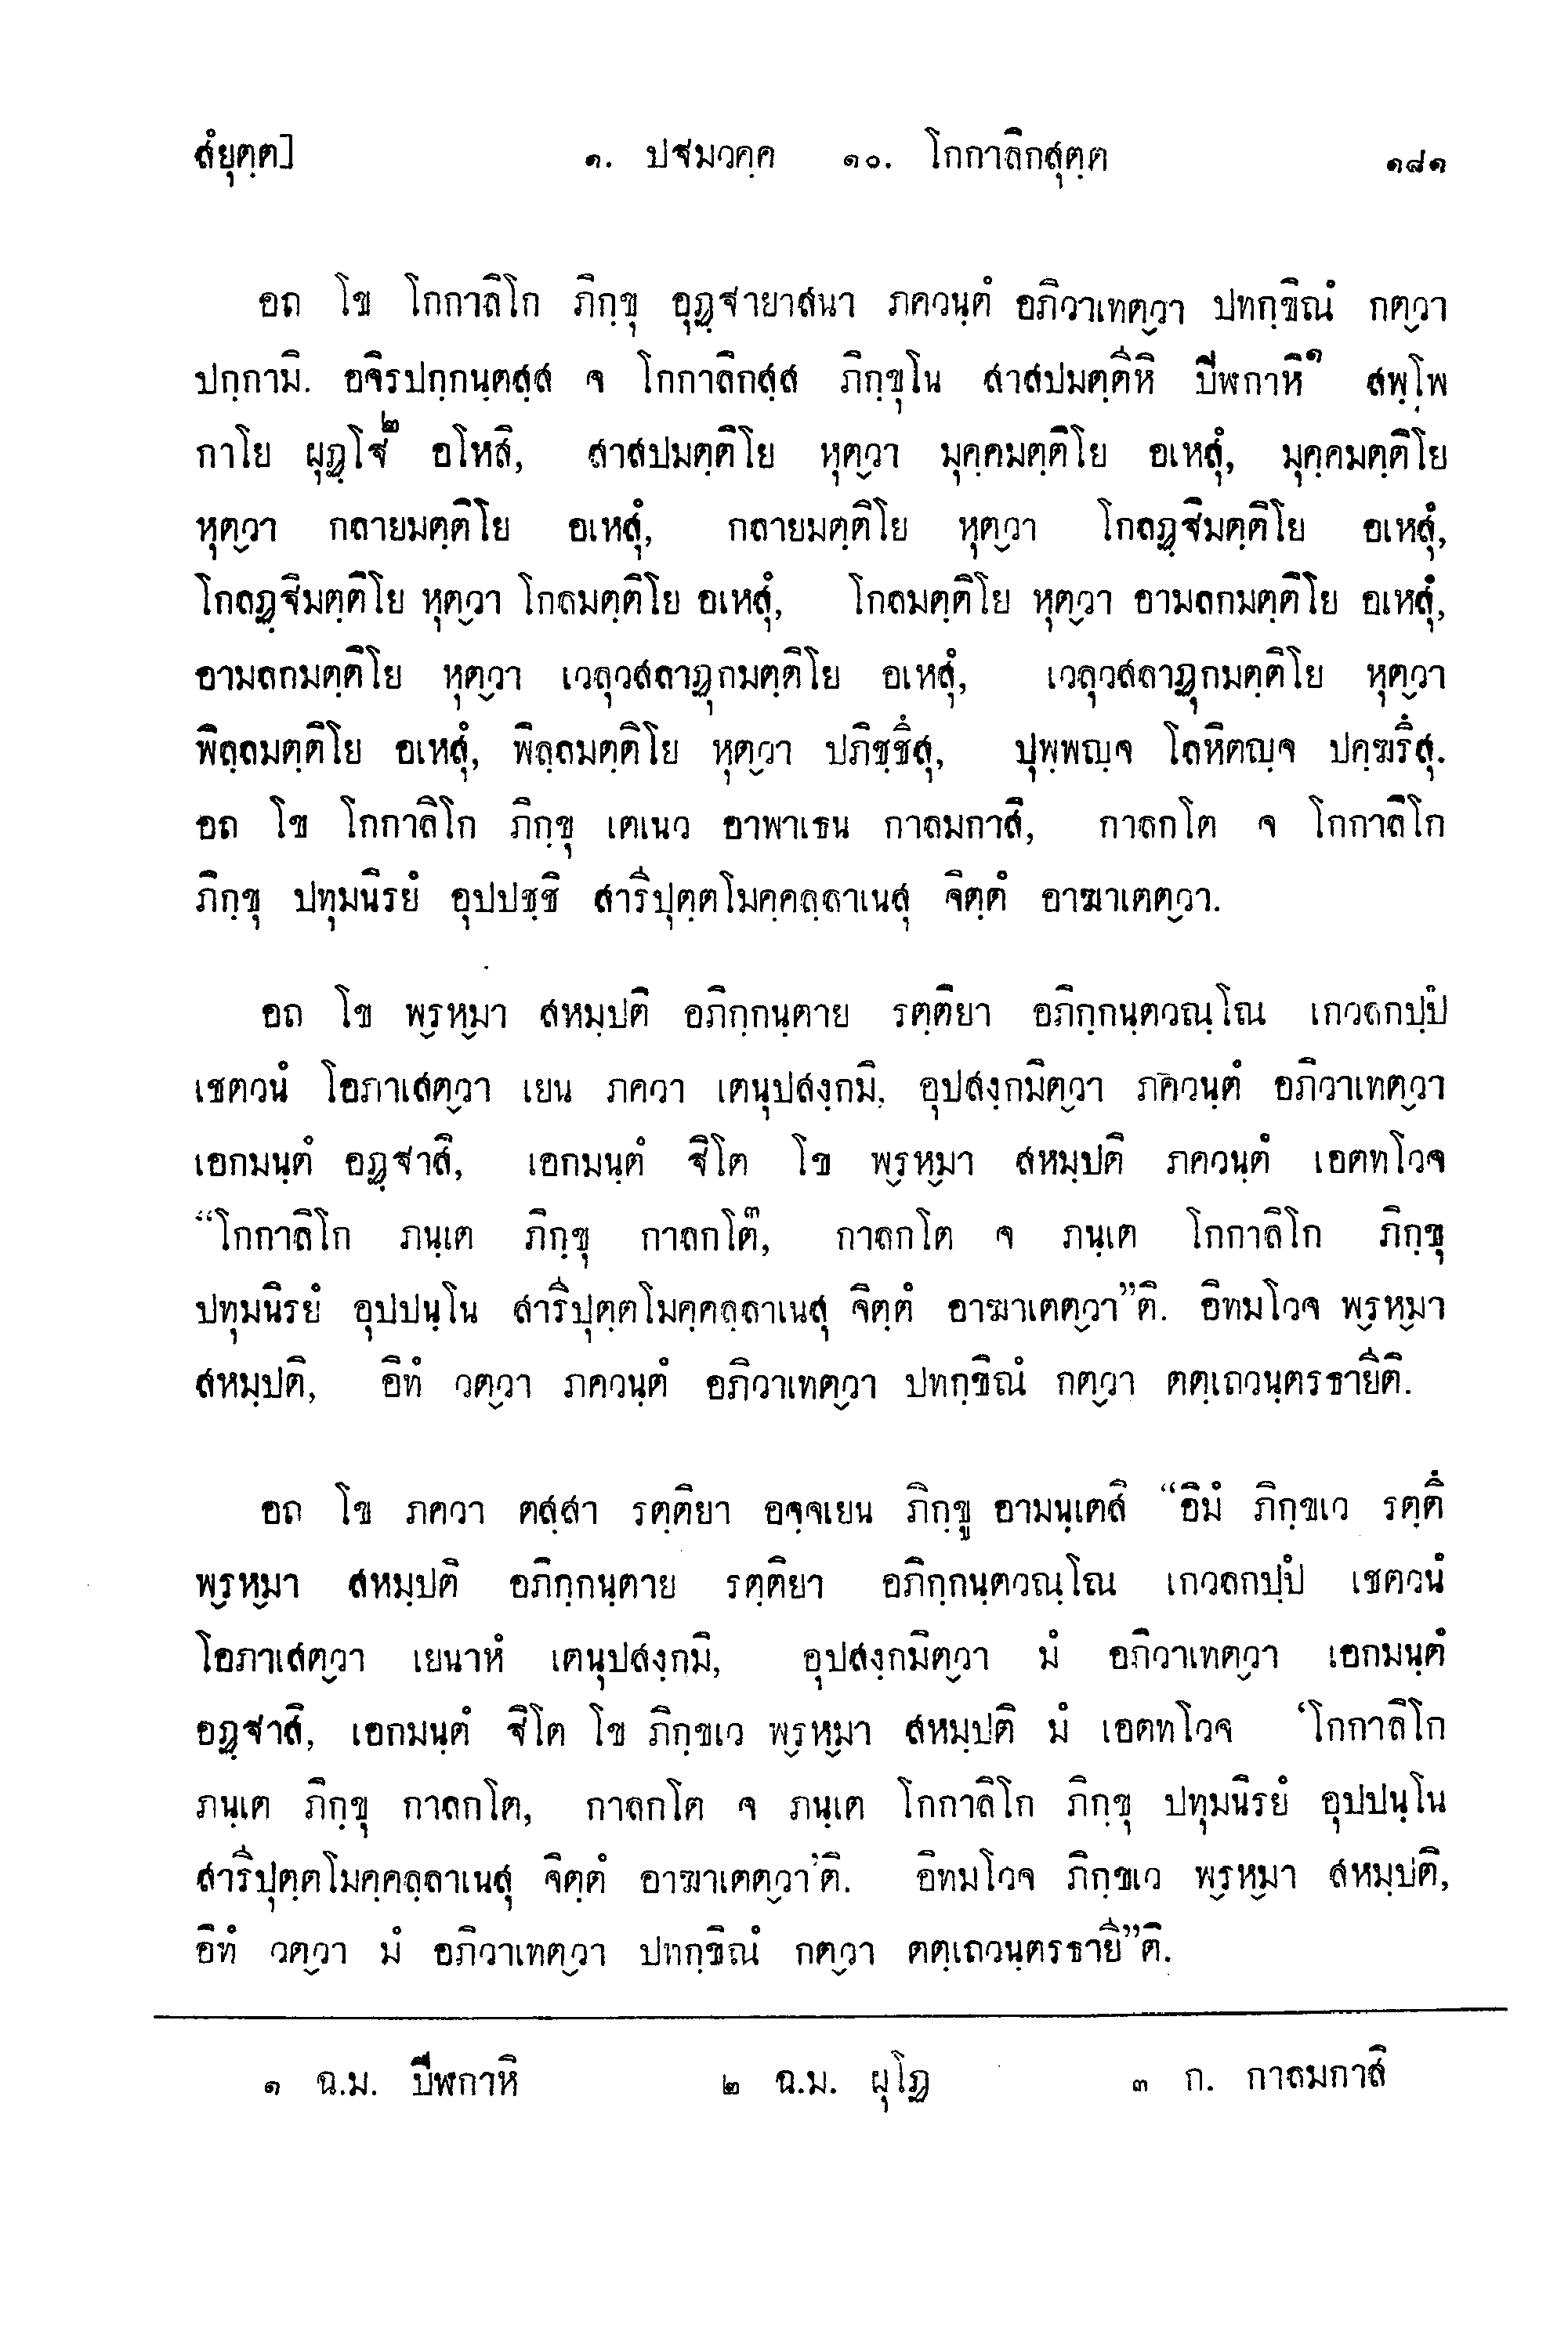 สํยุตฺต]	๑. ปฐมวคฺค ๑๐. โกกาลิกสุตฺต	๑๘๑
อถ โข โกกาลิโก ภิกฺขุ อุฏฺฐายาสนา ภควนฺตํ อภิวาเทตฺวา ปทกฺขิณํ กตฺวา
ปกฺกามิ. อจิรปกฺกนฺตสฺส จ โกกาลิกสฺส ภิกฺขุโน สาสปมตฺตีหิ ปีฬกาหิ๑ สพฺโพ
กาโย ผุฏฺโฐ๒ อโหสิ, สาสปมตฺติโย หุตฺวา มุคฺคมตฺติโย อเหสุํ, มุคฺคมตฺติโย
หุตฺวา กลายมตฺติโย อเหสุํ, กลายมตฺติโย หุตฺวา โกลฏฺฐิมตฺติโย อเหสุํ,
โกลฏฺฐิมตฺติโย หุตฺวา โกลมตฺติโย อเหสุํ, โกลมตฺติโย หุตฺวา อามลกมตฺติโย อเหสุํ,
อามลกมตฺติโย หุตฺวา เวลุวสลาฏุกมตฺติโย อเหสุํ, เวลุวสลาฏุกมตฺติโย หุตฺวา
พิลฺลมตฺติโย อเหสุํ, พิลฺลมตฺติโย หุตฺวา ปภิชฺชึสุ, ปุพฺพญฺจ โลหิตญฺจ ปคฺฆรึสุ.
อถ โข โกกาลิโก ภิกฺขุ เตเนว อาพาเธน กาลมกาสิ, กาลกโต จ โกกาลิโก
ภิกฺขุ ปทุมนิรยํ อุปปชฺชิ สาริปุตฺตโมคฺคลฺลาเนสุ จิตฺตํ อาฆาเตตฺวา.
อถ โข พฺรหฺมา สหมฺปติ อภิกฺกนฺตาย รตฺติยา อภิกฺกนฺตวณฺโณ เกวลกปฺปํ
เชตวนํ โอภาเสตฺวา เยน ภควา เตนุปสงฺกมิ, อุปสงฺกมิตฺวา ภควนฺตํ อภิวาเทตฺวา
เอกมนฺตํ อฏฺฐาสิ, เอกมนฺตํ ฐิโต โข พฺรหฺมา สหมฺปติ ภควนฺตํ เอตทโวจ
“โกกาลิโก ภนฺเต ภิกฺขุ กาลกโต๓, กาลกโต จ ภนฺเต โกกาลิโก ภิกฺขุ
ปทุมนิรยํ อุปปนฺโน สาริปุตฺตโมคฺคลฺลาเนสุ จิตฺตํ อาฆาเตตฺวา”ติ. อิทมโวจ พฺรหฺมา
สหมฺปติ, อิทํ วตฺวา ภควนฺตํ อภิวาเทตฺวา ปทกฺขิณํ กตฺวา ตตฺเถวนฺตรธายีติ.
อถ โข ภควา ตสฺสา รตฺติยา อจฺจเยน ภิกฺขู อามนฺเตสิ “อิมํ ภิกฺขเว รตฺตึ
พฺรหฺมา สหมฺปติ อภิกฺกนฺตาย รตฺติยา อภิกฺกนฺตวณฺโณ เกวลกปฺปํ เชตวนํ
โอภาเสตฺวา เยนาหํ เตนุปสงฺกมิ, อุปสงฺกมิตฺวา มํ อภิวาเทตฺวา เอกมนฺตํ
อฏฺฐาสิ, เอกมนฺตํ ฐิโต โข ภิกฺขเว พฺรหฺมา สหมฺปติ มํ เอตทโวจ ‘โกกาลิโก
ภนฺเต ภิกฺขุ กาลกโต, กาลกโต จ ภนฺเต โกกาลิโก ภิกฺขุ ปทุมนิรยํ อุปปนฺโน
สาริปุตฺตโมคฺคลฺลาเนสุ จิตฺตํ อาฆาเตตฺวา’ติ. อิทมโวจ ภิกฺขเว พฺรหฺมา สหมฺปติ,
อิทํ วตฺวา มํ อภิวาเทตฺวา ปทกฺขิณํ กตฺวา ตตฺเถวนฺตรธายี”ติ.
๑ ฉ.ม. ปีฬกาหิ	๒ ฉ.ม. ผุโฏ	๓ ก. กาลมกาสิ